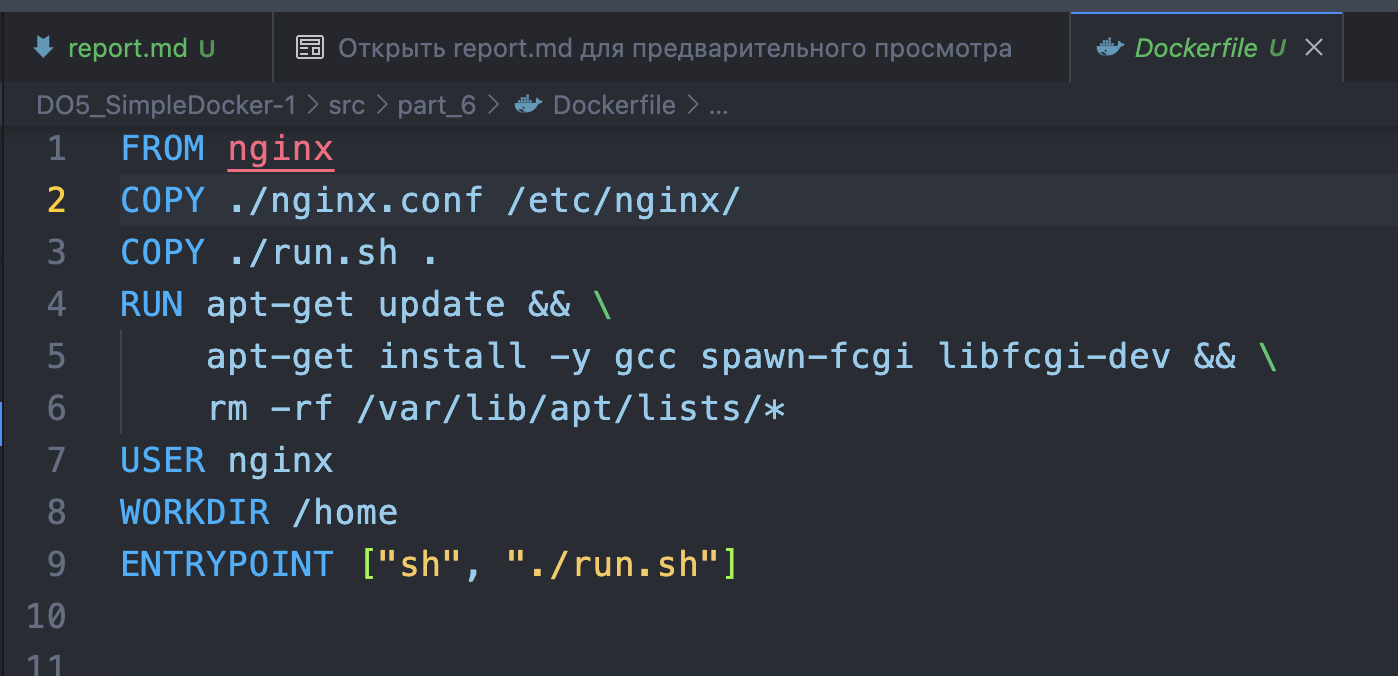 report.md U Открыть report.md для предварительного просмотра Dockerfile U
DO5_SimpleDocker-1 > src > part_6 > Dockerfile > ...
1 FROM nginx
2 COPY ./nginx.conf /etc/nginx/
3 COPY ./run.sh .
4 RUN apt-get update && \
5 apt-get install -y gcc spawn-fcgi libfcgi-dev && \
6 rm -rf /var/lib/apt/lists/*
7 USER nginx
8 WORKDIR /home
9 ENTRYPOINT ["sh", "./run.sh"]
10
11